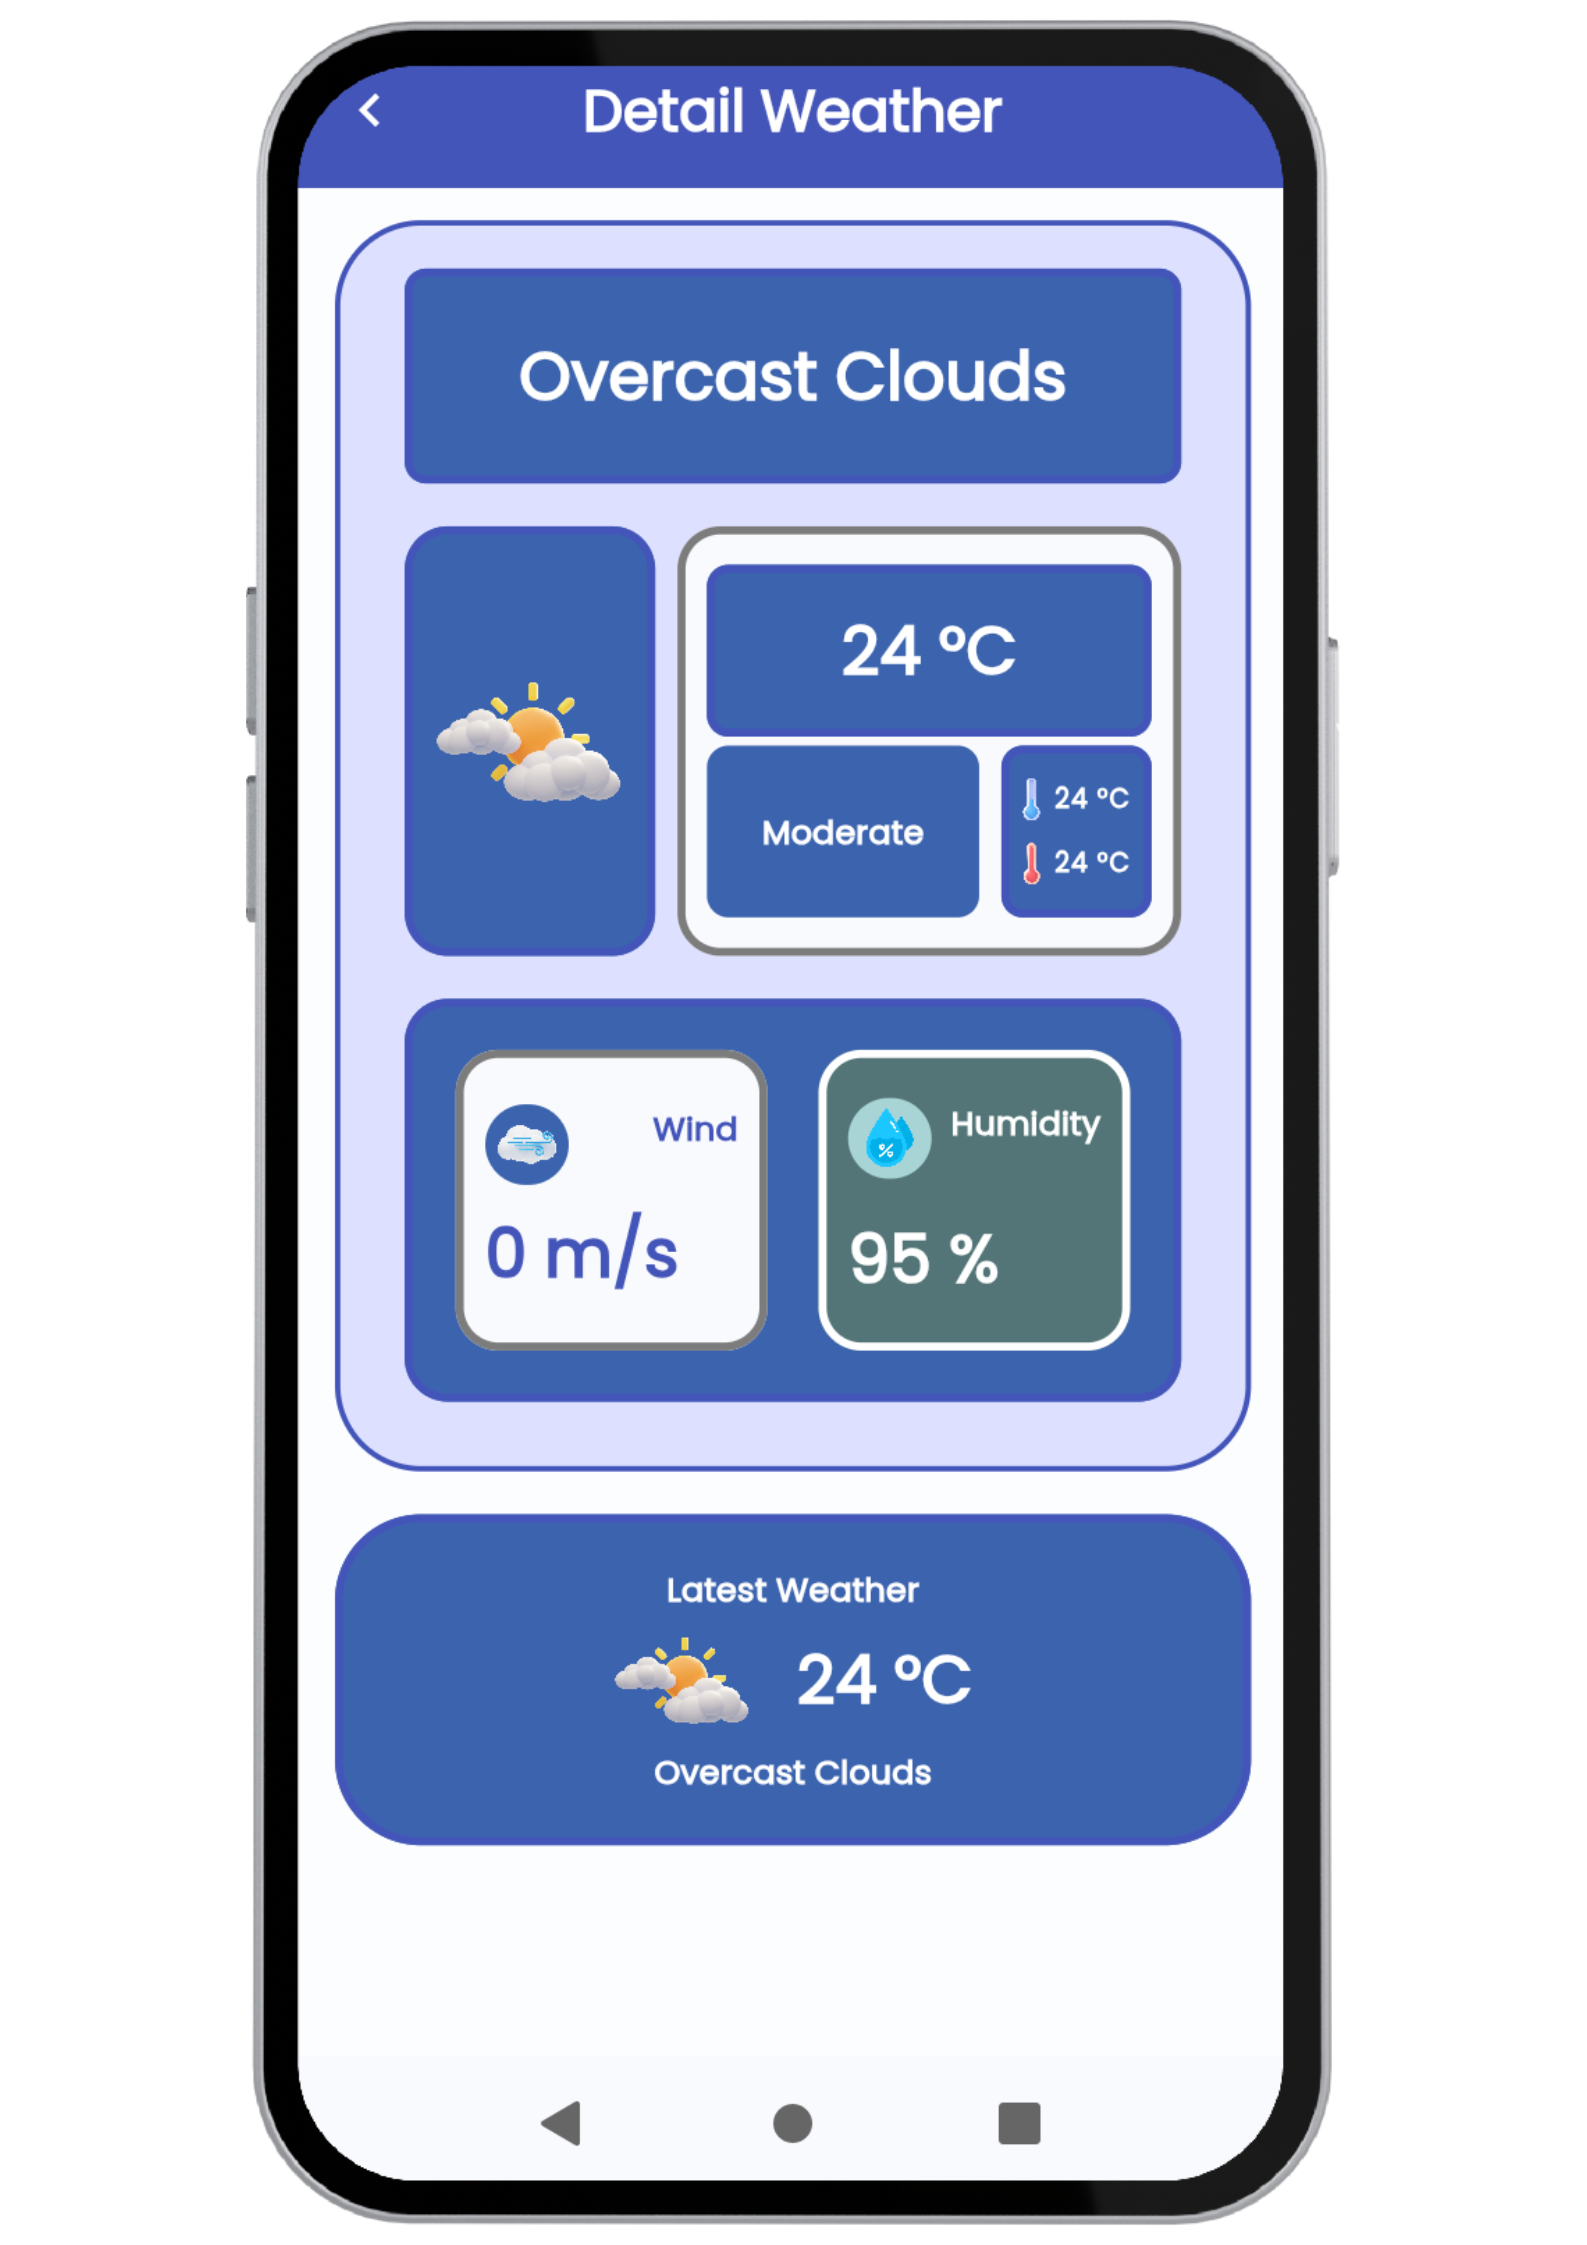 Detail Weather
Overcast Clouds
24 °C
Moderate
24 °C
24 °C
Wind
0 m/s
Humidity
%
95 %
Latest Weather
24 °C
Overcast Clouds